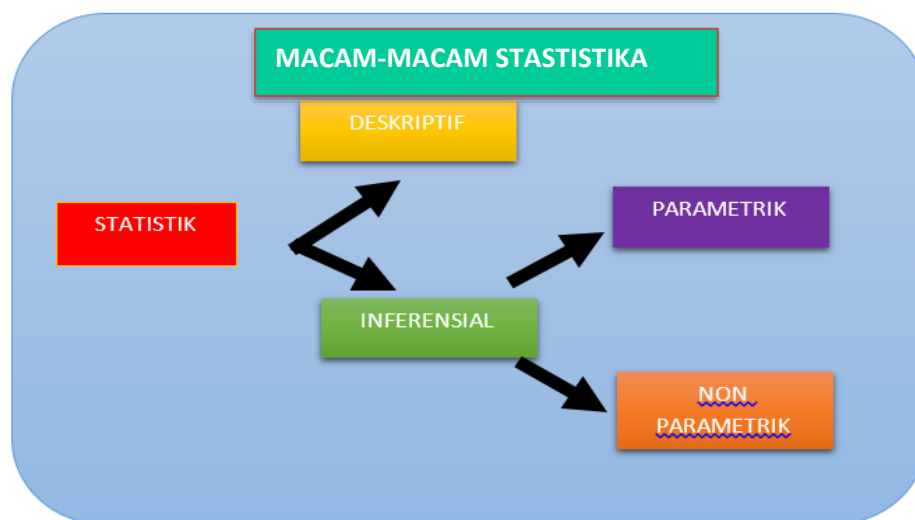 MACAM-MACAM STASTISTIKA
DESKRIPTIF
STATISTIK
PARAMETRIK
INFERENSIAL
NON
PARAMETRIK